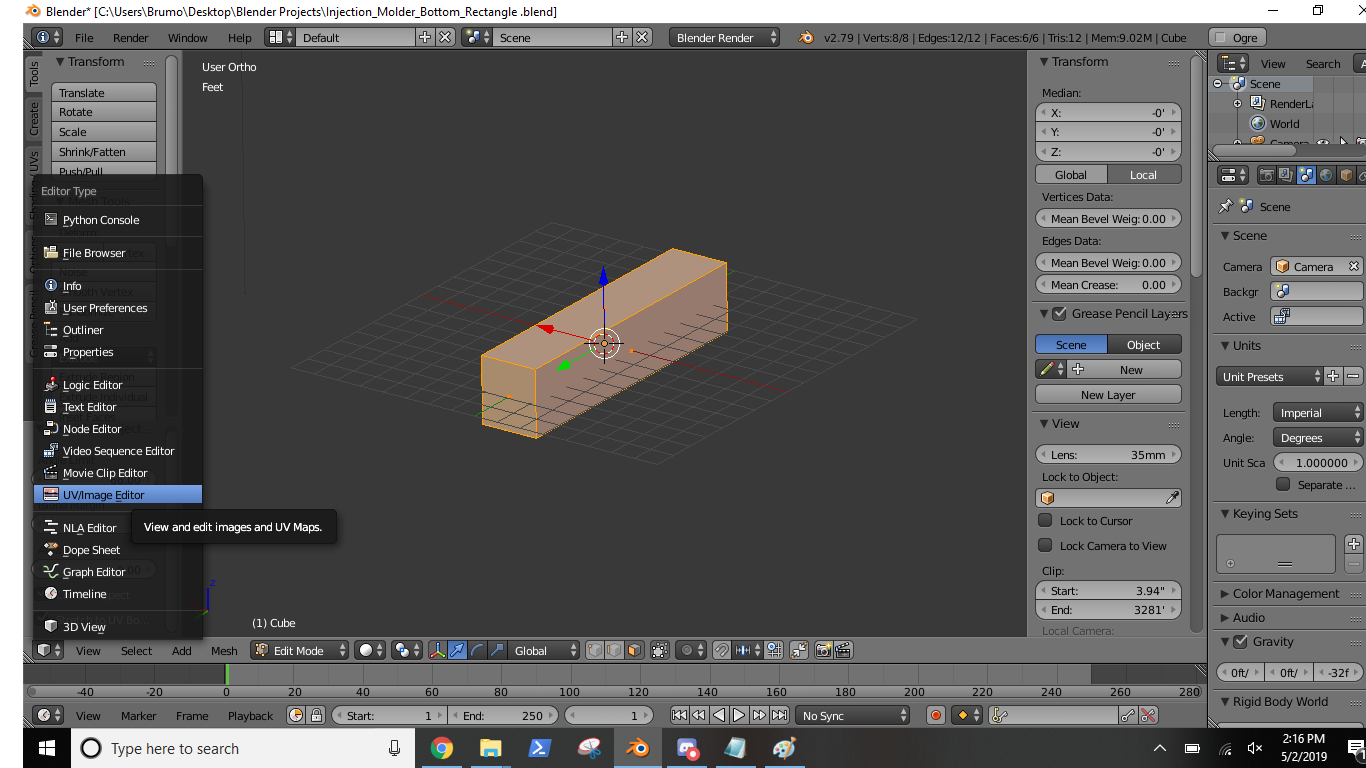 Blender* [C:\Users\Brumo\Desktop\Blender Projects\Injection_Molder_Bottom_Rectangle .blend]
File Render Window Help Default Scene Blender Render v2.79 | Verts:8/8 | Edges:12/12 | Faces:6/6 | Tris:12 | Mem:9.02M | Cube Ogre
Tools
Create
Transform
Translate
Rotate
Scale
Shrink/Fatten
Push/Pull
Editor Type
Python Console
File Browser
Info
User Preferences
Outliner
Properties
Logic Editor
Text Editor
Node Editor
Video Sequence Editor
Movie Clip Editor
UV/Image Editor
NLA Editor
Dope Sheet
Graph Editor
Timeline
3D View
View and edit images and UV Maps.
User Ortho
Feet
z
(1) Cube
Transform
Median:
X: -0'
Y: -0'
Z: -0'
Global Local
Vertices Data:
Mean Bevel Weig: 0.00
Edges Data:
Mean Bevel Weig: 0.00
Mean Crease: 0.00
Grease Pencil Layers
Scene Object
New
New Layer
View
Lens: 35mm
Lock to Object:
Lock to Cursor
Lock Camera to View
Clip:
Start: 3.94"
End: 3281'
Local Camera:
View Search A
Scene
RenderLa
World
Camera
Scene
Scene
Camera Camera
Backgr
Active
Units
Unit Presets
Length: Imperial
Angle: Degrees
Unit Sca 1.000000
Separate ...
Keying Sets
Color Management
Audio
Gravity
0ft/ 0ft/ -32f
Rigid Body World
View Select Add Mesh Edit Mode Global
-40 -20 0 20 40 60 80 100 120 140 160 180 200 220 240 260 280
View Marker Frame Playback Start: 1 End: 250 1 No Sync
Type here to search
2:16 PM
5/2/2019